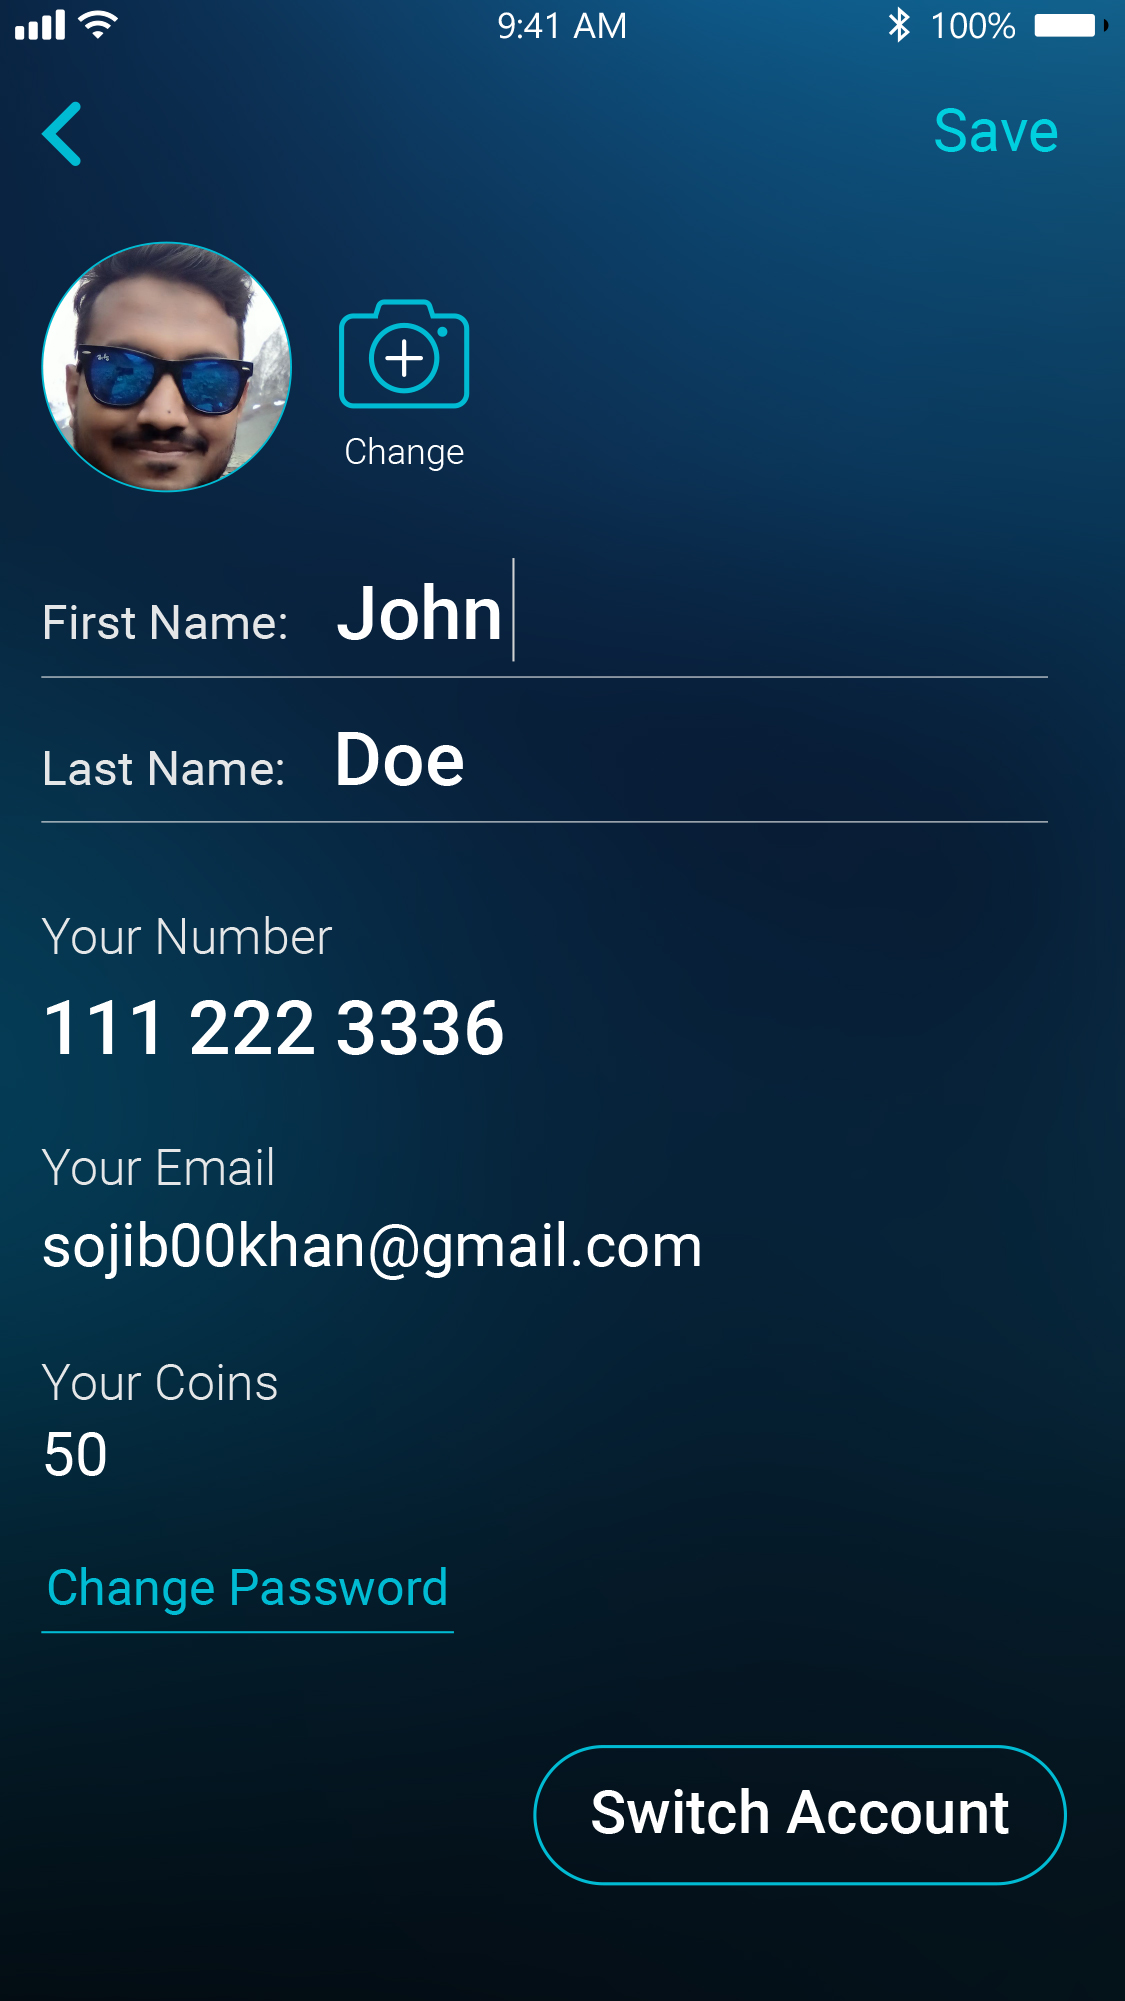 9:41 AM 100%
Save
Change
First Name: John
Last Name: Doe
Your Number
111 222 3336
Your Email
sojib00khan@gmail.com
Your Coins
50
Change Password
Switch Account